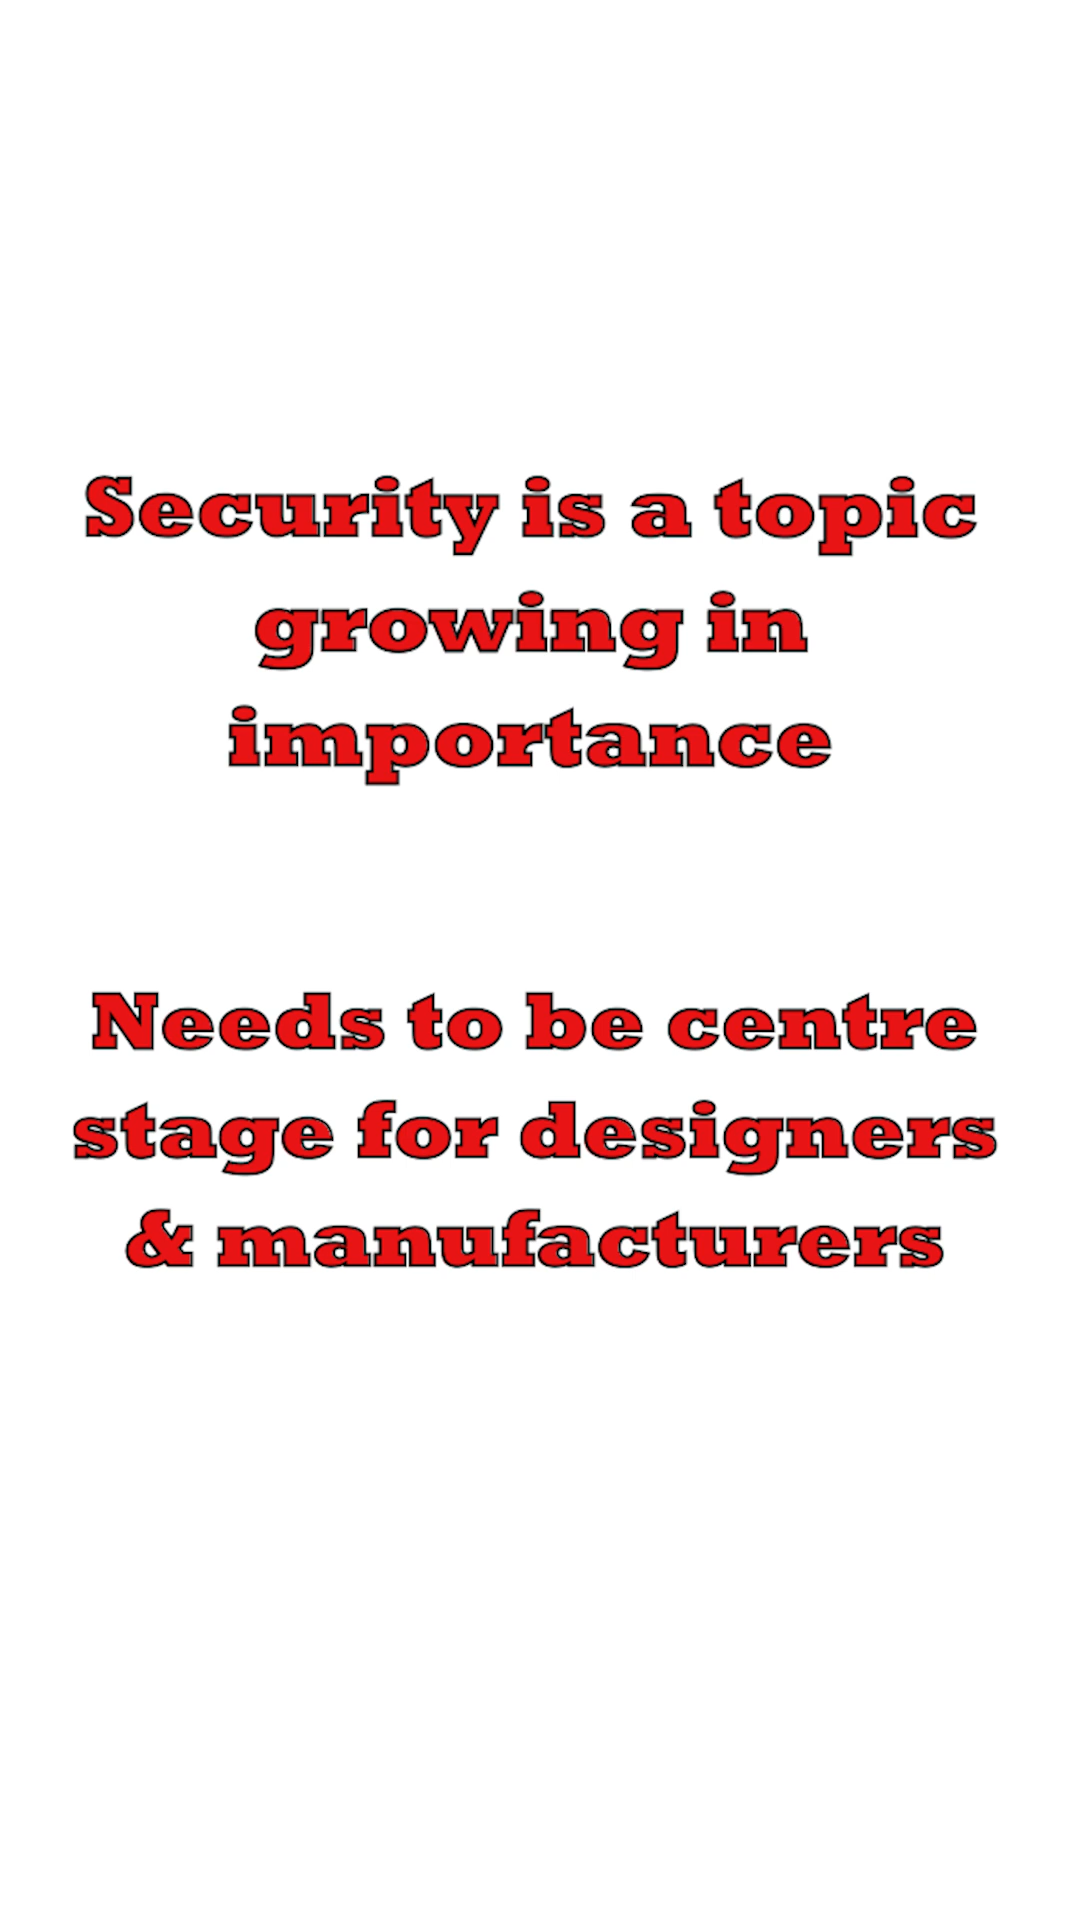 Security is a topic
growing in
importance
Needs to be centre
stage for designers
& manufacturers